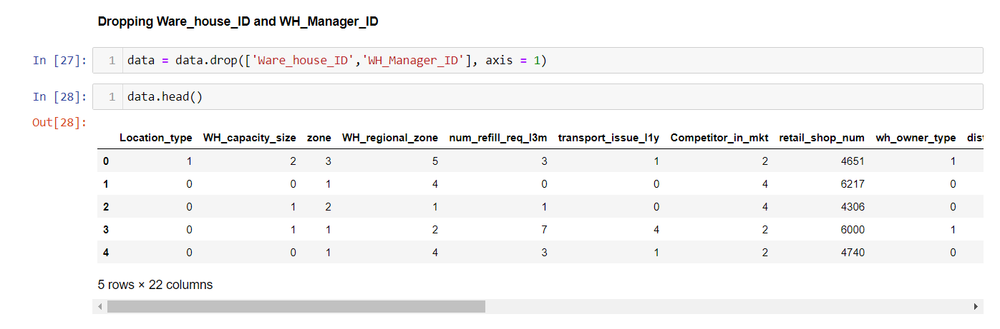 Dropping Ware_house_ID and WH_Manager_ID
In [27]: 1 data = data.drop(['Ware_house_ID','WH_Manager_ID'], axis = 1)
In [28]: 1 data.head()
Out[28]:
Location_type WH_capacity_size zone WH_regional_zone num_refill_req_l3m transport_issue_l1y Competitor_in_mkt retail_shop_num wh_owner_type dist
0 1 2 3 5 3 1 2 4651 1
1 0 0 1 4 0 0 4 6217 0
2 0 1 2 1 1 0 4 4306 0
3 0 1 1 2 7 4 2 6000 1
4 0 0 1 4 3 1 2 4740 0
5 rows × 22 columns